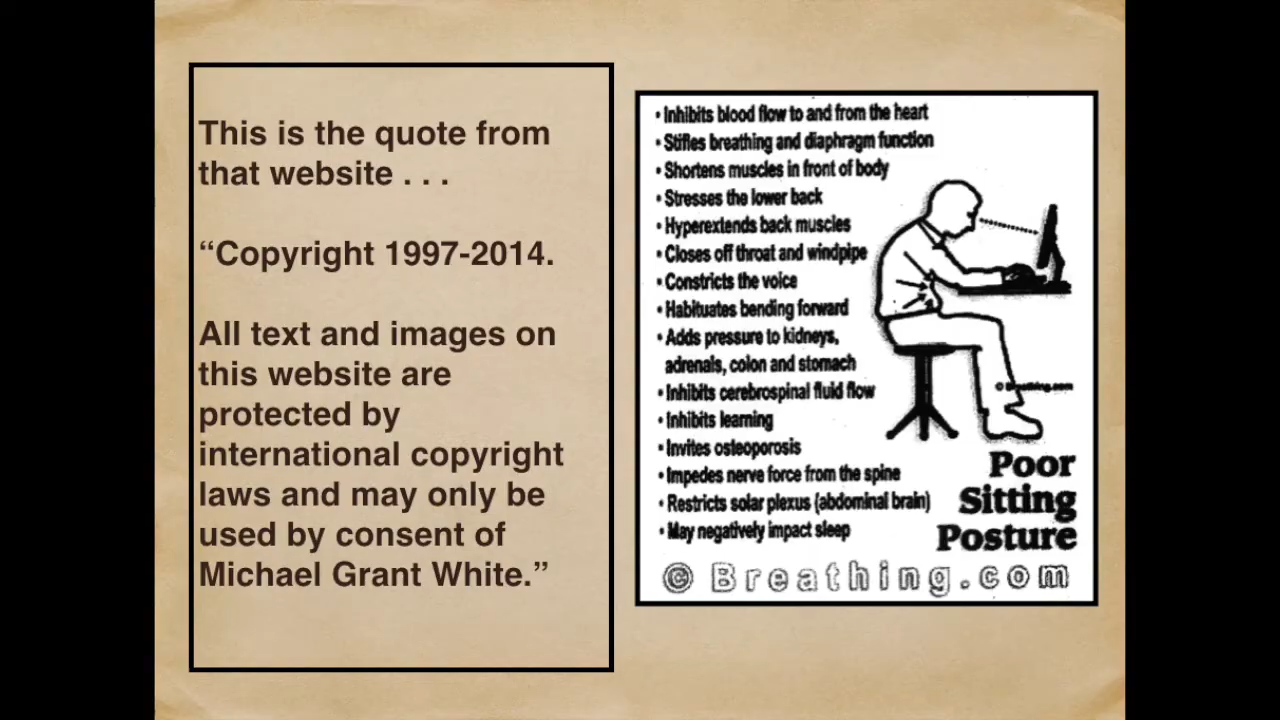 This is the quote from
that website . . .
“Copyright 1997-2014.
All text and images on
this website are
protected by
international copyright
laws and may only be
used by consent of
Michael Grant White.”
• Inhibits blood flow to and from the heart
• Stifles breathing and diaphragm function
• Shortens muscles in front of body
• Stresses the lower back
• Hyperextends back muscles
• Closes off throat and windpipe
• Constricts the voice
• Habituates bending forward
• Adds pressure to kidneys,
adrenals, colon and stomach
• Inhibits cerebrospinal fluid flow
• Inhibits learning
• Invites osteoporosis
• Impedes nerve force from the spine
• Restricts solar plexus (abdominal brain)
• May negatively impact sleep
© Breathing.com
Poor
Sitting
Posture
© Breathing.com